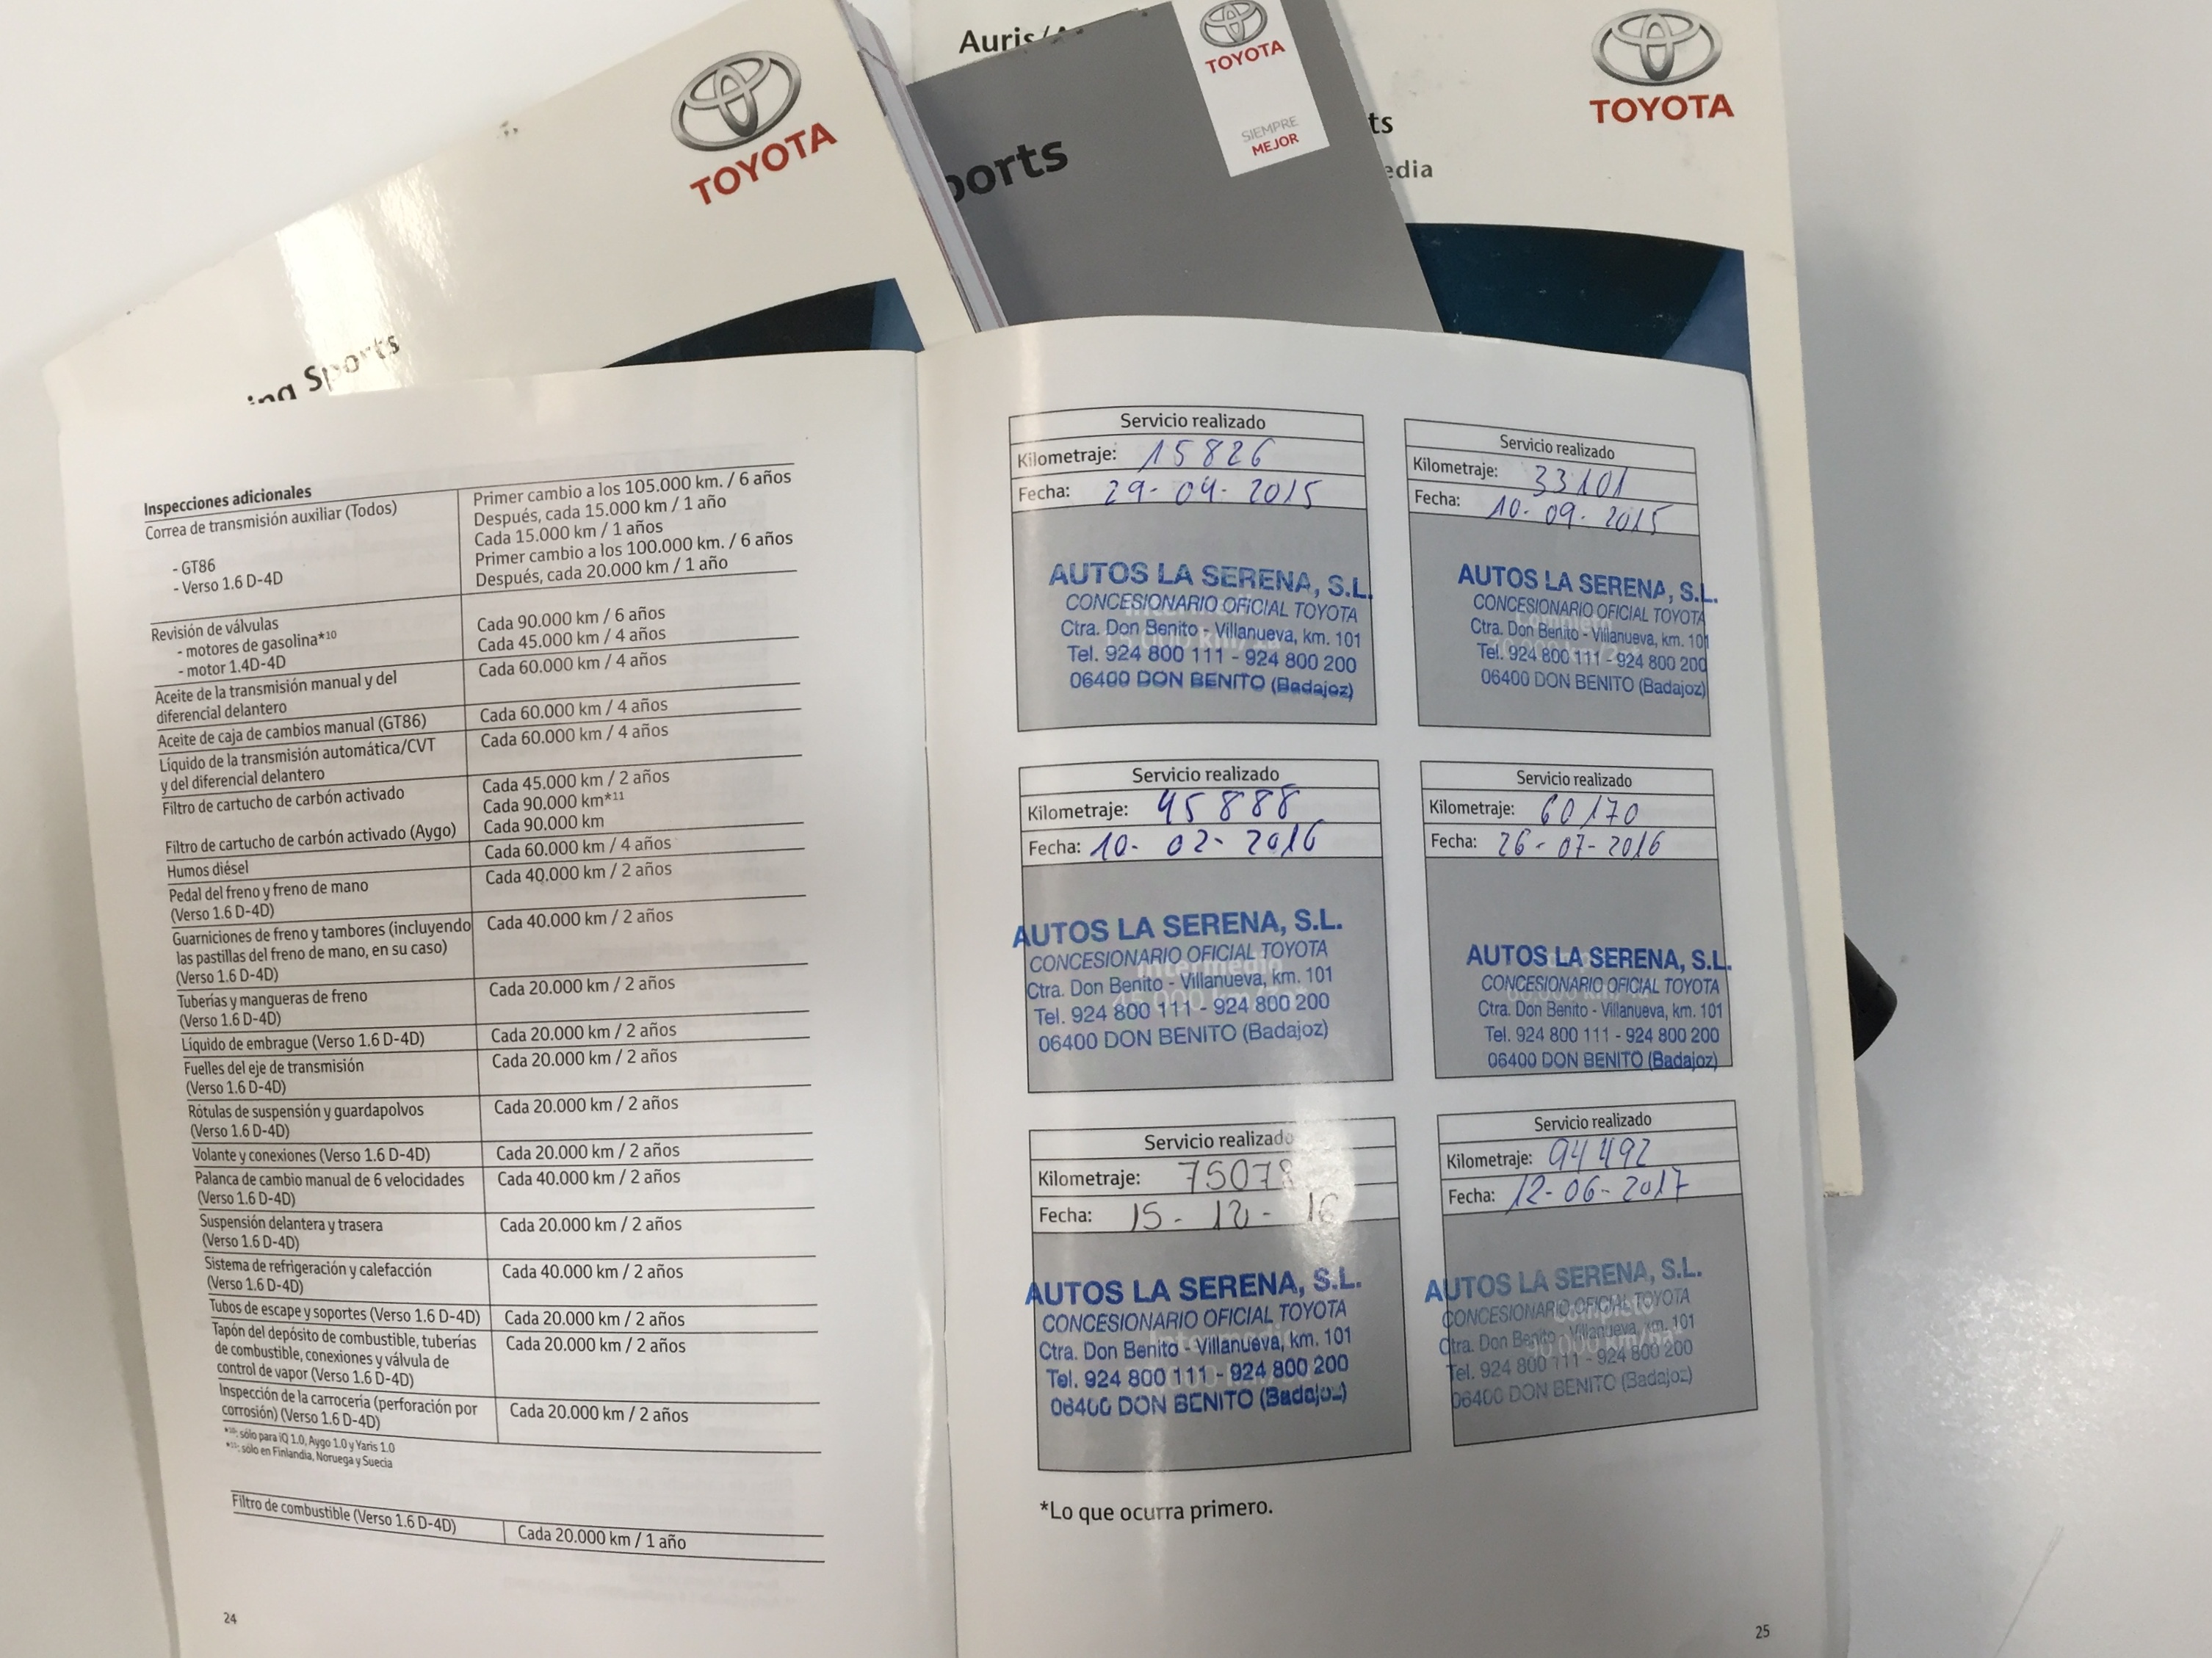 TOYOTA
ing Sports
Auris/
ports
TOYOTA
SIEMPRE
MEJOR
TOYOTA
ts
edia
Inspecciones adicionales
Correa de transmisión auxiliar (Todos)
Primer cambio a los 105.000 km. / 6 años
Después, cada 15.000 km / 1 año
- GT86
Cada 15.000 km / 1 años
- Verso 1.6 D-4D
Primer cambio a los 100.000 km. / 6 años
Después, cada 20.000 km / 1 año
Revisión de válvulas
- motores de gasolina*10
Cada 90.000 km / 6 años
- motor 1.4D-4D
Cada 45.000 km / 4 años
Aceite de la transmisión manual y del
diferencial delantero
Cada 60.000 km / 4 años
Aceite de caja de cambios manual (GT86)
Cada 60.000 km / 4 años
Líquido de la transmisión automática/CVT
y del diferencial delantero
Cada 60.000 km / 4 años
Filtro de cartucho de carbón activado
Cada 45.000 km / 2 años
Cada 90.000 km*11
Filtro de cartucho de carbón activado (Aygo)
Cada 90.000 km
Humos diésel
Cada 60.000 km / 4 años
Pedal del freno y freno de mano
(Verso 1.6 D-4D)
Cada 40.000 km / 2 años
Guarniciones de freno y tambores (incluyendo
las pastillas del freno de mano, en su caso)
(Verso 1.6 D-4D)
Cada 40.000 km / 2 años
Tuberías y mangueras de freno
(Verso 1.6 D-4D)
Cada 20.000 km / 2 años
Líquido de embrague (Verso 1.6 D-4D)
Cada 20.000 km / 2 años
Fuelles del eje de transmisión
(Verso 1.6 D-4D)
Cada 20.000 km / 2 años
Rótulas de suspensión y guardapolvos
(Verso 1.6 D-4D)
Cada 20.000 km / 2 años
Volante y conexiones (Verso 1.6 D-4D)
Cada 20.000 km / 2 años
Palanca de cambio manual de 6 velocidades
(Verso 1.6 D-4D)
Cada 40.000 km / 2 años
Suspensión delantera y trasera
(Verso 1.6 D-4D)
Cada 20.000 km / 2 años
Sistema de refrigeración y calefacción
(Verso 1.6 D-4D)
Cada 40.000 km / 2 años
Tubos de escape y soportes (Verso 1.6 D-4D)
Cada 20.000 km / 2 años
Tapón del depósito de combustible, tuberías
de combustible, conexiones y válvula de
control de vapor (Verso 1.6 D-4D)
Cada 20.000 km / 2 años
Inspección de la carrocería (perforación por
corrosión) (Verso 1.6 D-4D)
Cada 20.000 km / 2 años
*10: sólo para iQ 1.0, Aygo 1.0 y Yaris 1.0
*11: sólo en Finlandia, Noruega y Suecia
Filtro de combustible (Verso 1.6 D-4D)
Cada 20.000 km / 1 año
24
Servicio realizado
Kilometraje: 15826
Fecha: 29-04-2015
AUTOS LA SERENA, S.L.
CONCESIONARIO OFICIAL TOYOTA
Ctra. Don Benito - Villanueva, km. 101
Tel. 924 800 111 - 924 800 200
06400 DON BENITO (Badajoz)
Servicio realizado
Kilometraje: 33101
Fecha: 10-09-2015
Completo
AUTOS LA SERENA, S.L.
CONCESIONARIO OFICIAL TOYOTA
Ctra. Don Benito - Villanueva, km. 101
Tel. 924 800 111 - 924 800 200
06400 DON BENITO (Badajoz)
Servicio realizado
Kilometraje: 45888
Fecha: 10-02-2016
Intermedio
AUTOS LA SERENA, S.L.
CONCESIONARIO OFICIAL TOYOTA
Ctra. Don Benito - Villanueva, km. 101
Tel. 924 800 111 - 924 800 200
06400 DON BENITO (Badajoz)
Servicio realizado
Kilometraje: 60170
Fecha: 26-07-2016
AUTOS LA SERENA, S.L.
CONCESIONARIO OFICIAL TOYOTA
Ctra. Don Benito - Villanueva, km. 101
Tel. 924 800 111 - 924 800 200
06400 DON BENITO (Badajoz)
Servicio realizado
Kilometraje: 75078
Fecha: 15-12-16
Intermedio
AUTOS LA SERENA, S.L.
CONCESIONARIO OFICIAL TOYOTA
Ctra. Don Benito - Villanueva, km. 101
Tel. 924 800 111 - 924 800 200
06400 DON BENITO (Badajoz)
Servicio realizado
Kilometraje: 94492
Fecha: 12-06-2017
Completo
AUTOS LA SERENA, S.L.
CONCESIONARIO OFICIAL TOYOTA
Ctra. Don Benito - Villanueva, km. 101
Tel. 924 800 111 - 924 800 200
06400 DON BENITO (Badajoz)
*Lo que ocurra primero.
25